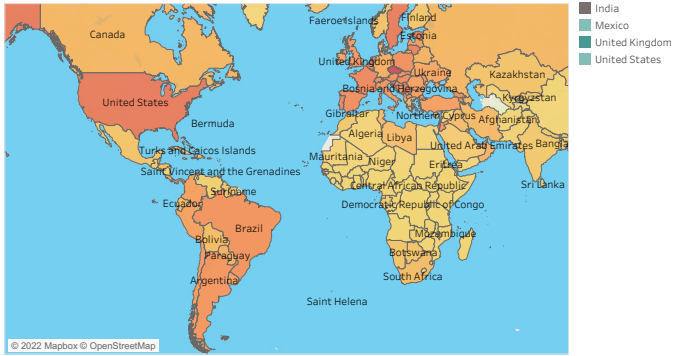 India
Mexico
United Kingdom
United States
Faeroe Islands
Finland
Canada
Estonia
United Kingdom
Ukraine
Kazakhstan
Bosnia and Herzegovina
Kyrgyzstan
United States
Gibraltar
Northern Cyprus
Afghanistan
Bermuda
Algeria
Libya
United Arab Emirates
Bangla
Turks and Caicos Islands
Mauritania
Niger
Eritrea
Saint Vincent and the Grenadines
Central African Republic
Sri Lanka
Suriname
Ecuador
Democratic Republic of Congo
Brazil
Mozambique
Bolivia
Botswana
Paraguay
South Africa
Argentina
Saint Helena
© 2022 Mapbox © OpenStreetMap